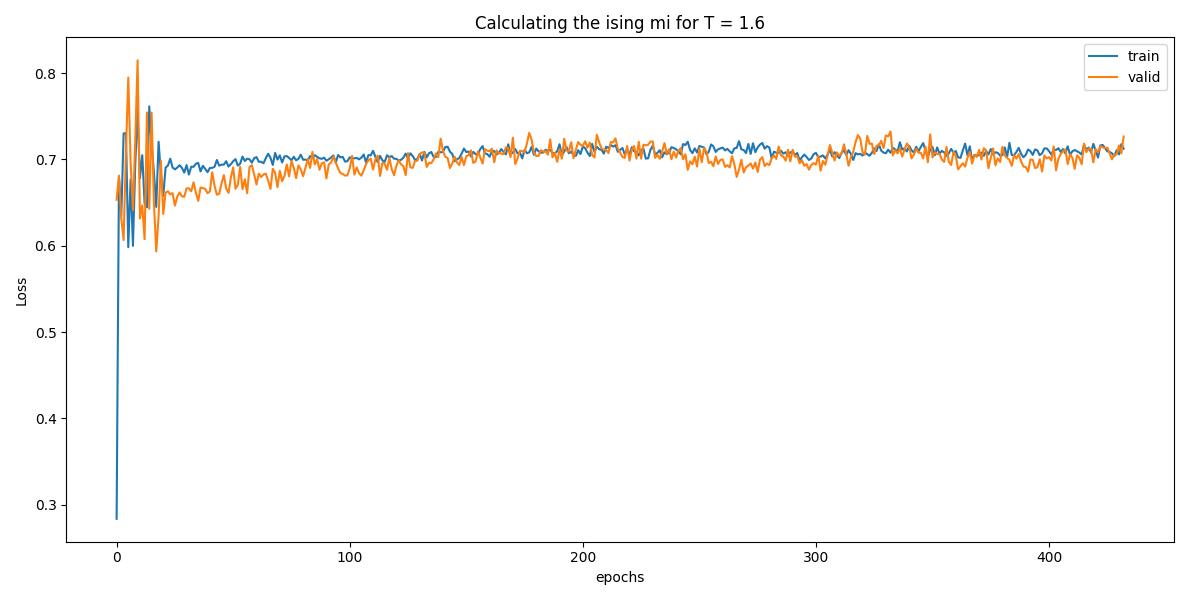 Calculating the ising mi for T = 1.6
train
valid
0.8
0.7
0.6
0.5
0.4
0.3
Loss
0 100 200 300 400
epochs